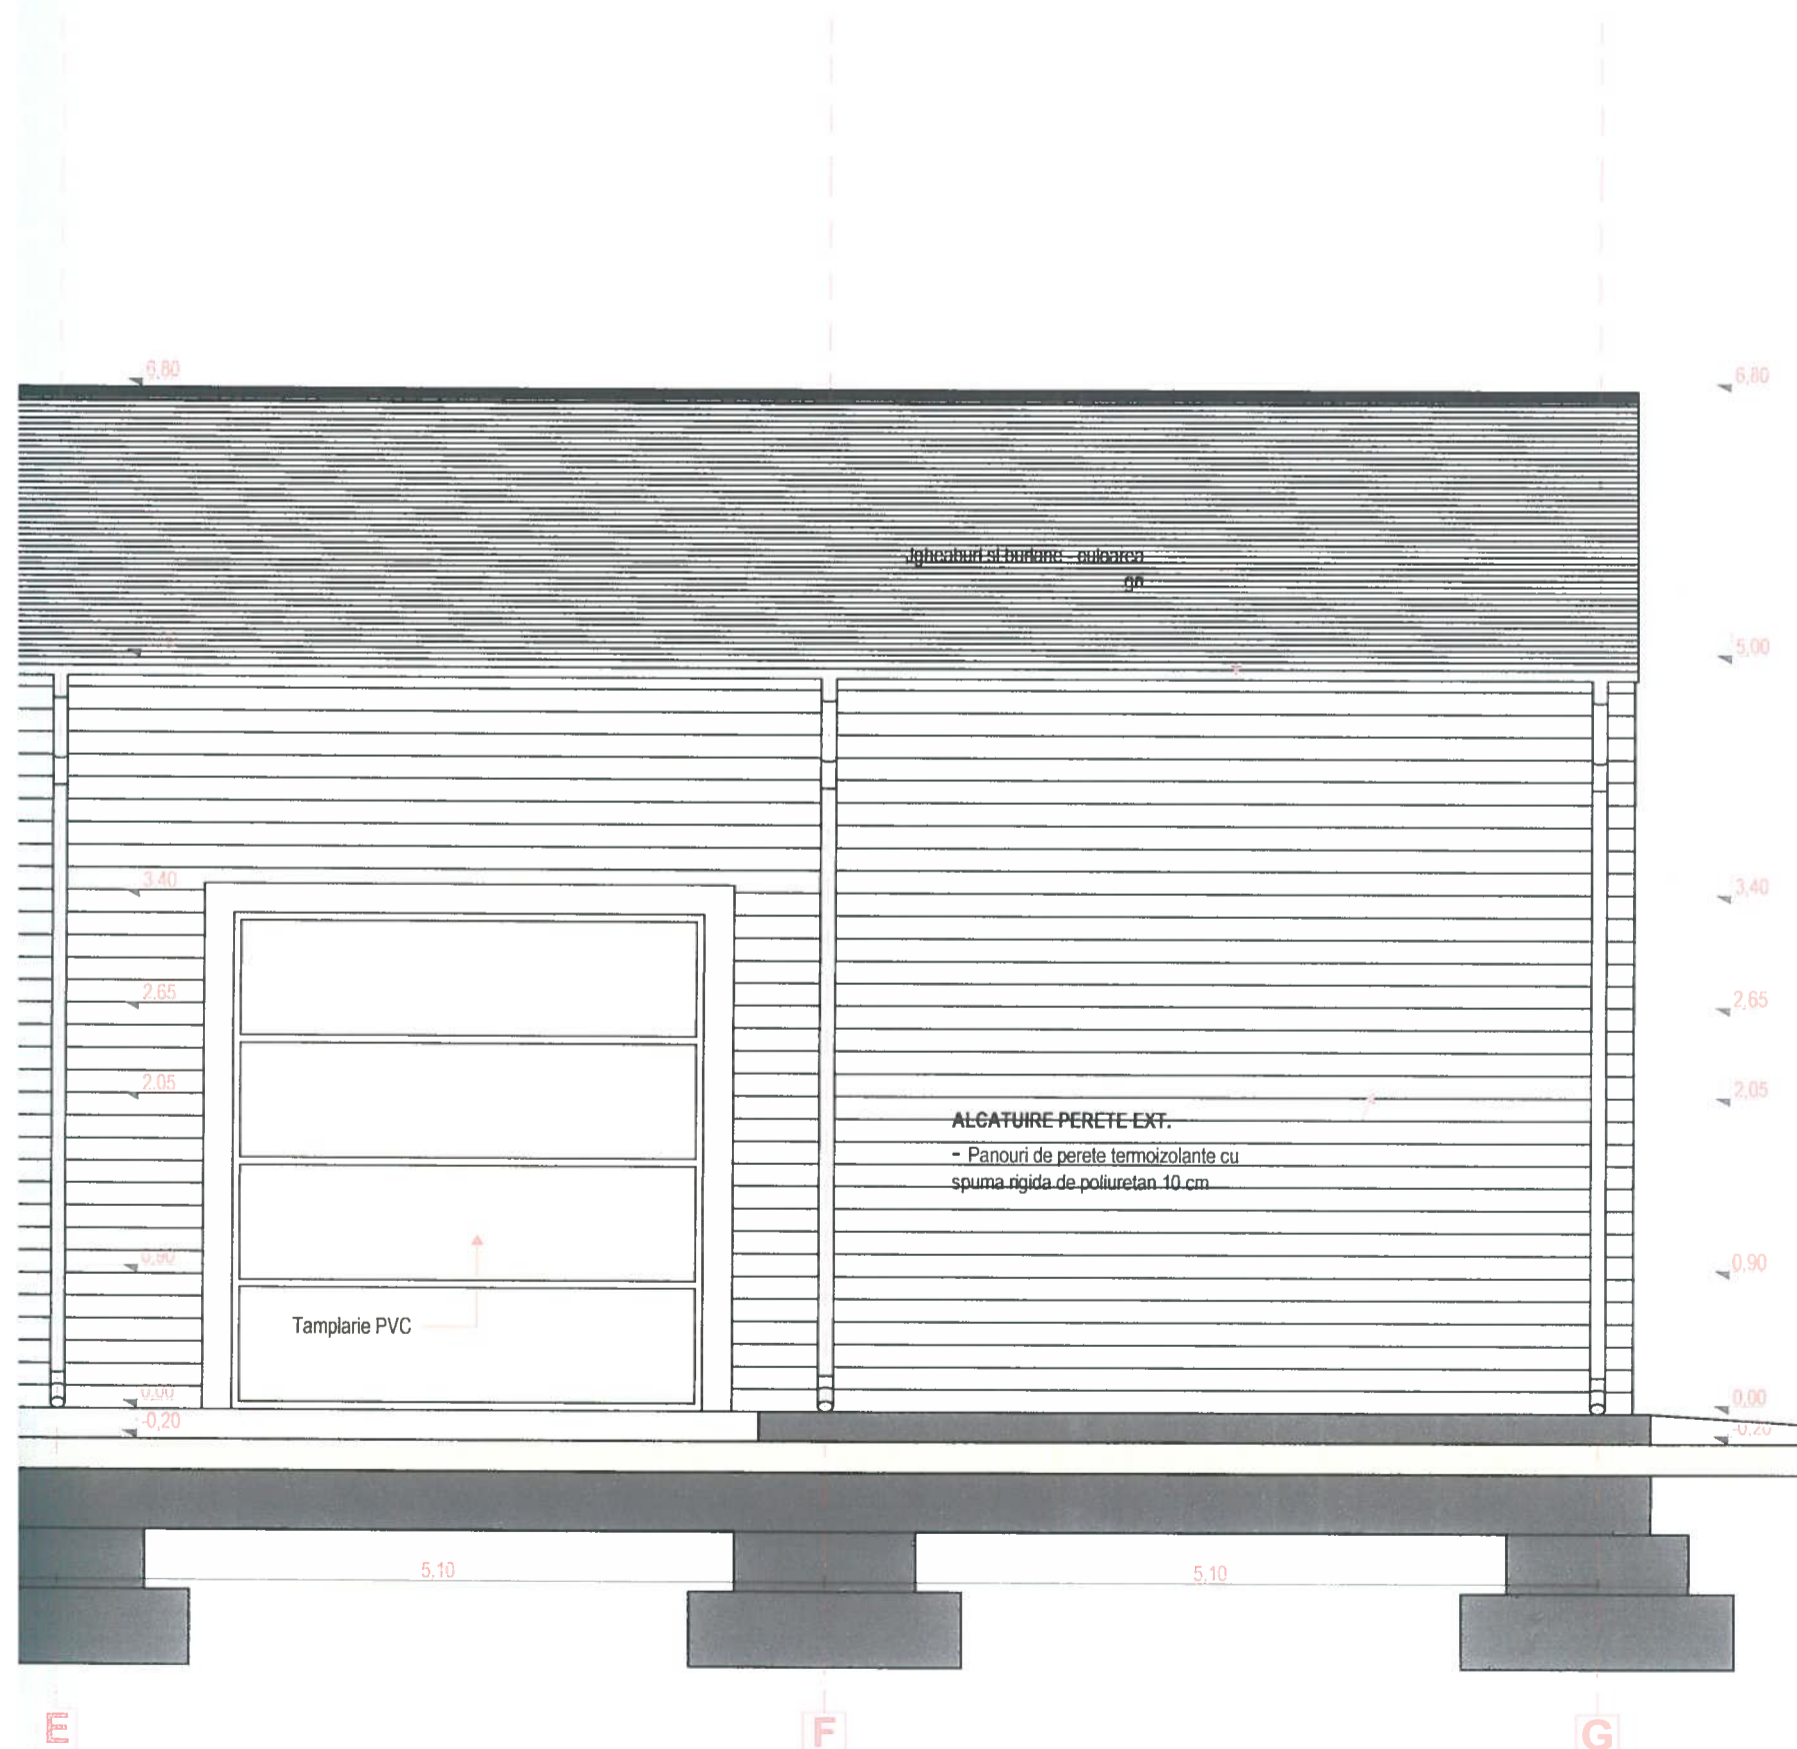 6,80
6,80
Jgheaburi si burlane - culoarea
gri
5,00
3,40
3,40
2,65
2,65
2,05
2,05
ALCATUIRE PERETE EXT.
- Panouri de perete termoizolante cu
spuma rigida de poliuretan 10 cm
0,90
0,90
Tamplarie PVC
0,00
0,00
-0,20
-0,20
5,10
5,10
E
F
G